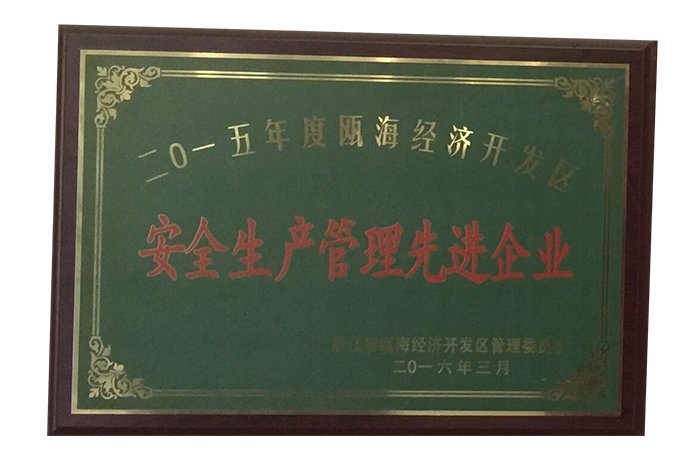 二0一五年度瓯海经济开发区
安全生产管理先进企业
浙江省瓯海经济开发区管理委员会
二0一六年三月